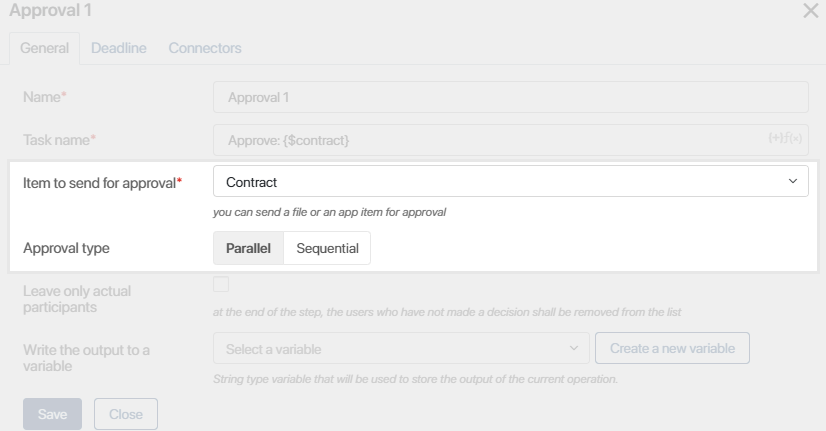 Approval 1
General Deadline Connectors
Name* Approval 1
Task name* Approve: {$contract} {+}ƒ(x)
Item to send for approval* Contract
you can send a file or an app item for approval
Approval type Parallel Sequential
Leave only actual
participants
at the end of the step, the users who have not made a decision shall be removed from the list
Write the output to a
variable
Select a variable Create a new variable
String type variable that will be used to store the output of the current operation.
Save Close